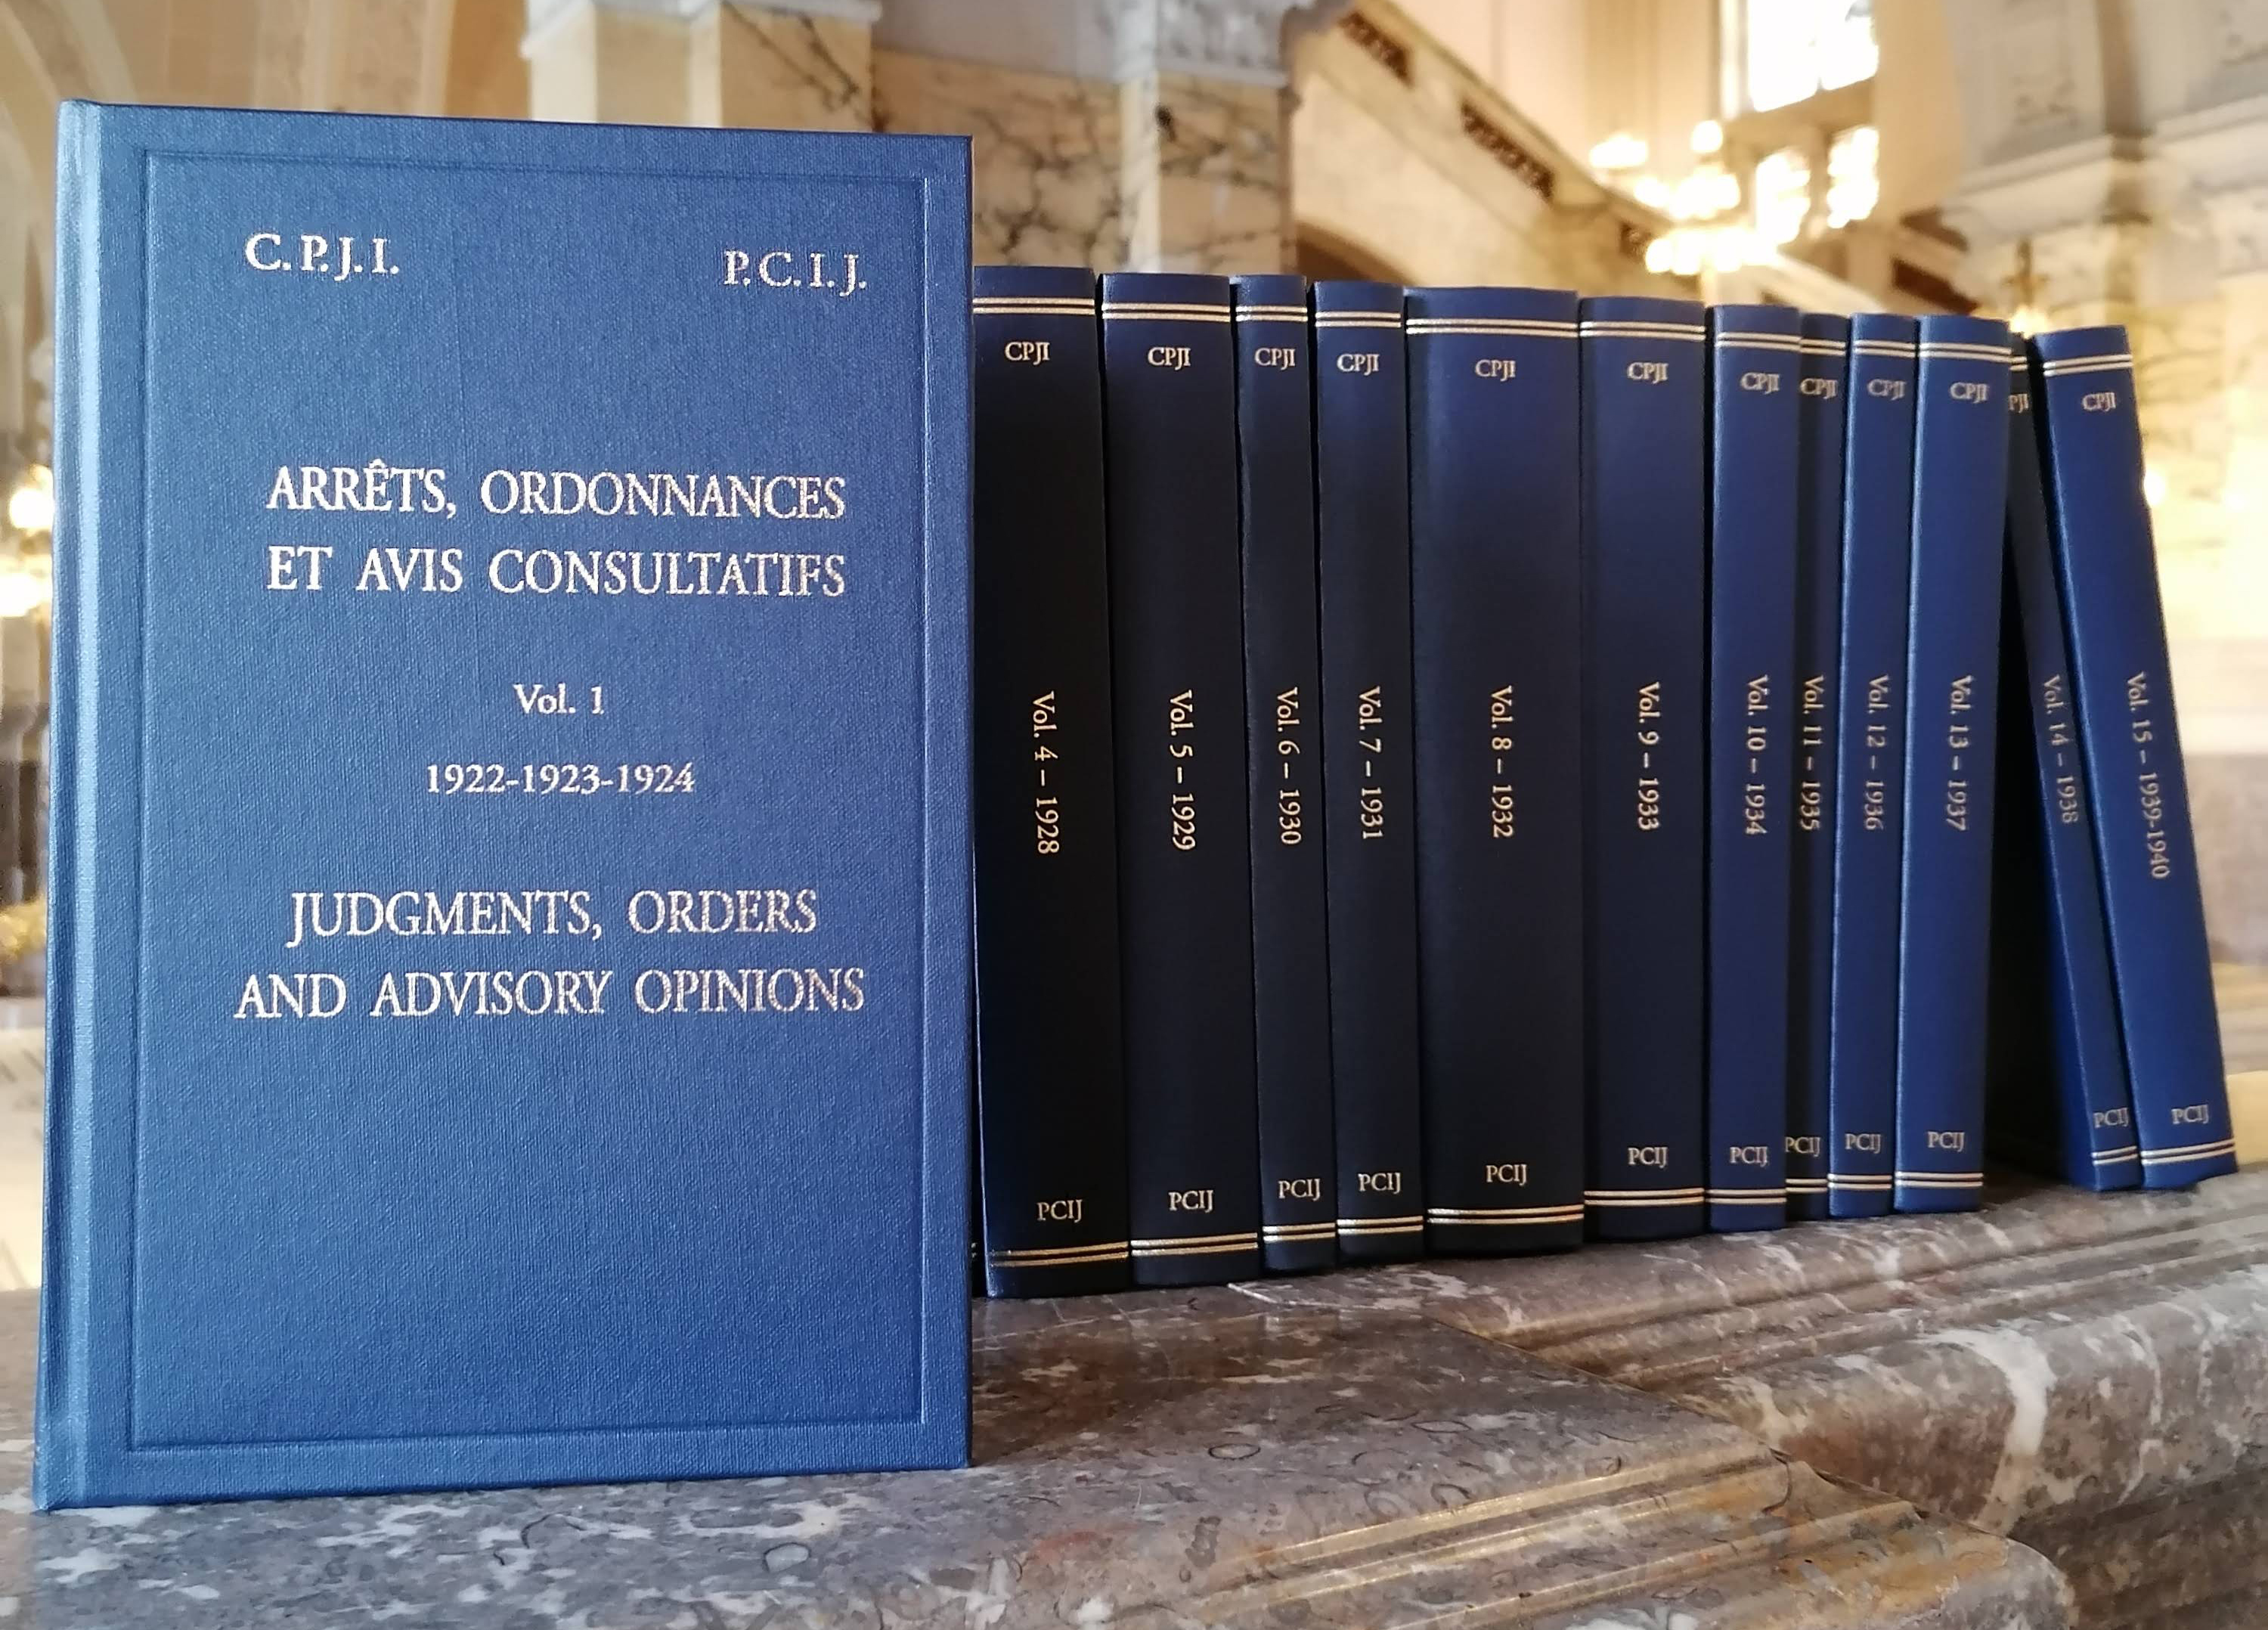 C.P.J.I. P.C.I.J.
ARRÊTS, ORDONNANCES
ET AVIS CONSULTATIFS
Vol. 1
1922-1923-1924
JUDGMENTS, ORDERS
AND ADVISORY OPINIONS
CPJI
Vol. 4 – 1928
PCIJ
CPJI
Vol. 5 – 1929
PCIJ
CPJI
Vol. 6 – 1930
PCIJ
CPJI
Vol. 7 – 1931
PCIJ
CPJI
Vol. 8 – 1932
PCIJ
CPJI
Vol. 9 – 1933
PCIJ
CPJI
Vol. 10 – 1934
PCIJ
CPJI
Vol. 11 – 1935
PCIJ
CPJI
Vol. 12 – 1936
PCIJ
CPJI
Vol. 13 – 1937
PCIJ
PJI
Vol. 14 – 1938
PCIJ
CPJI
Vol. 15 – 1939-1940
PCIJ